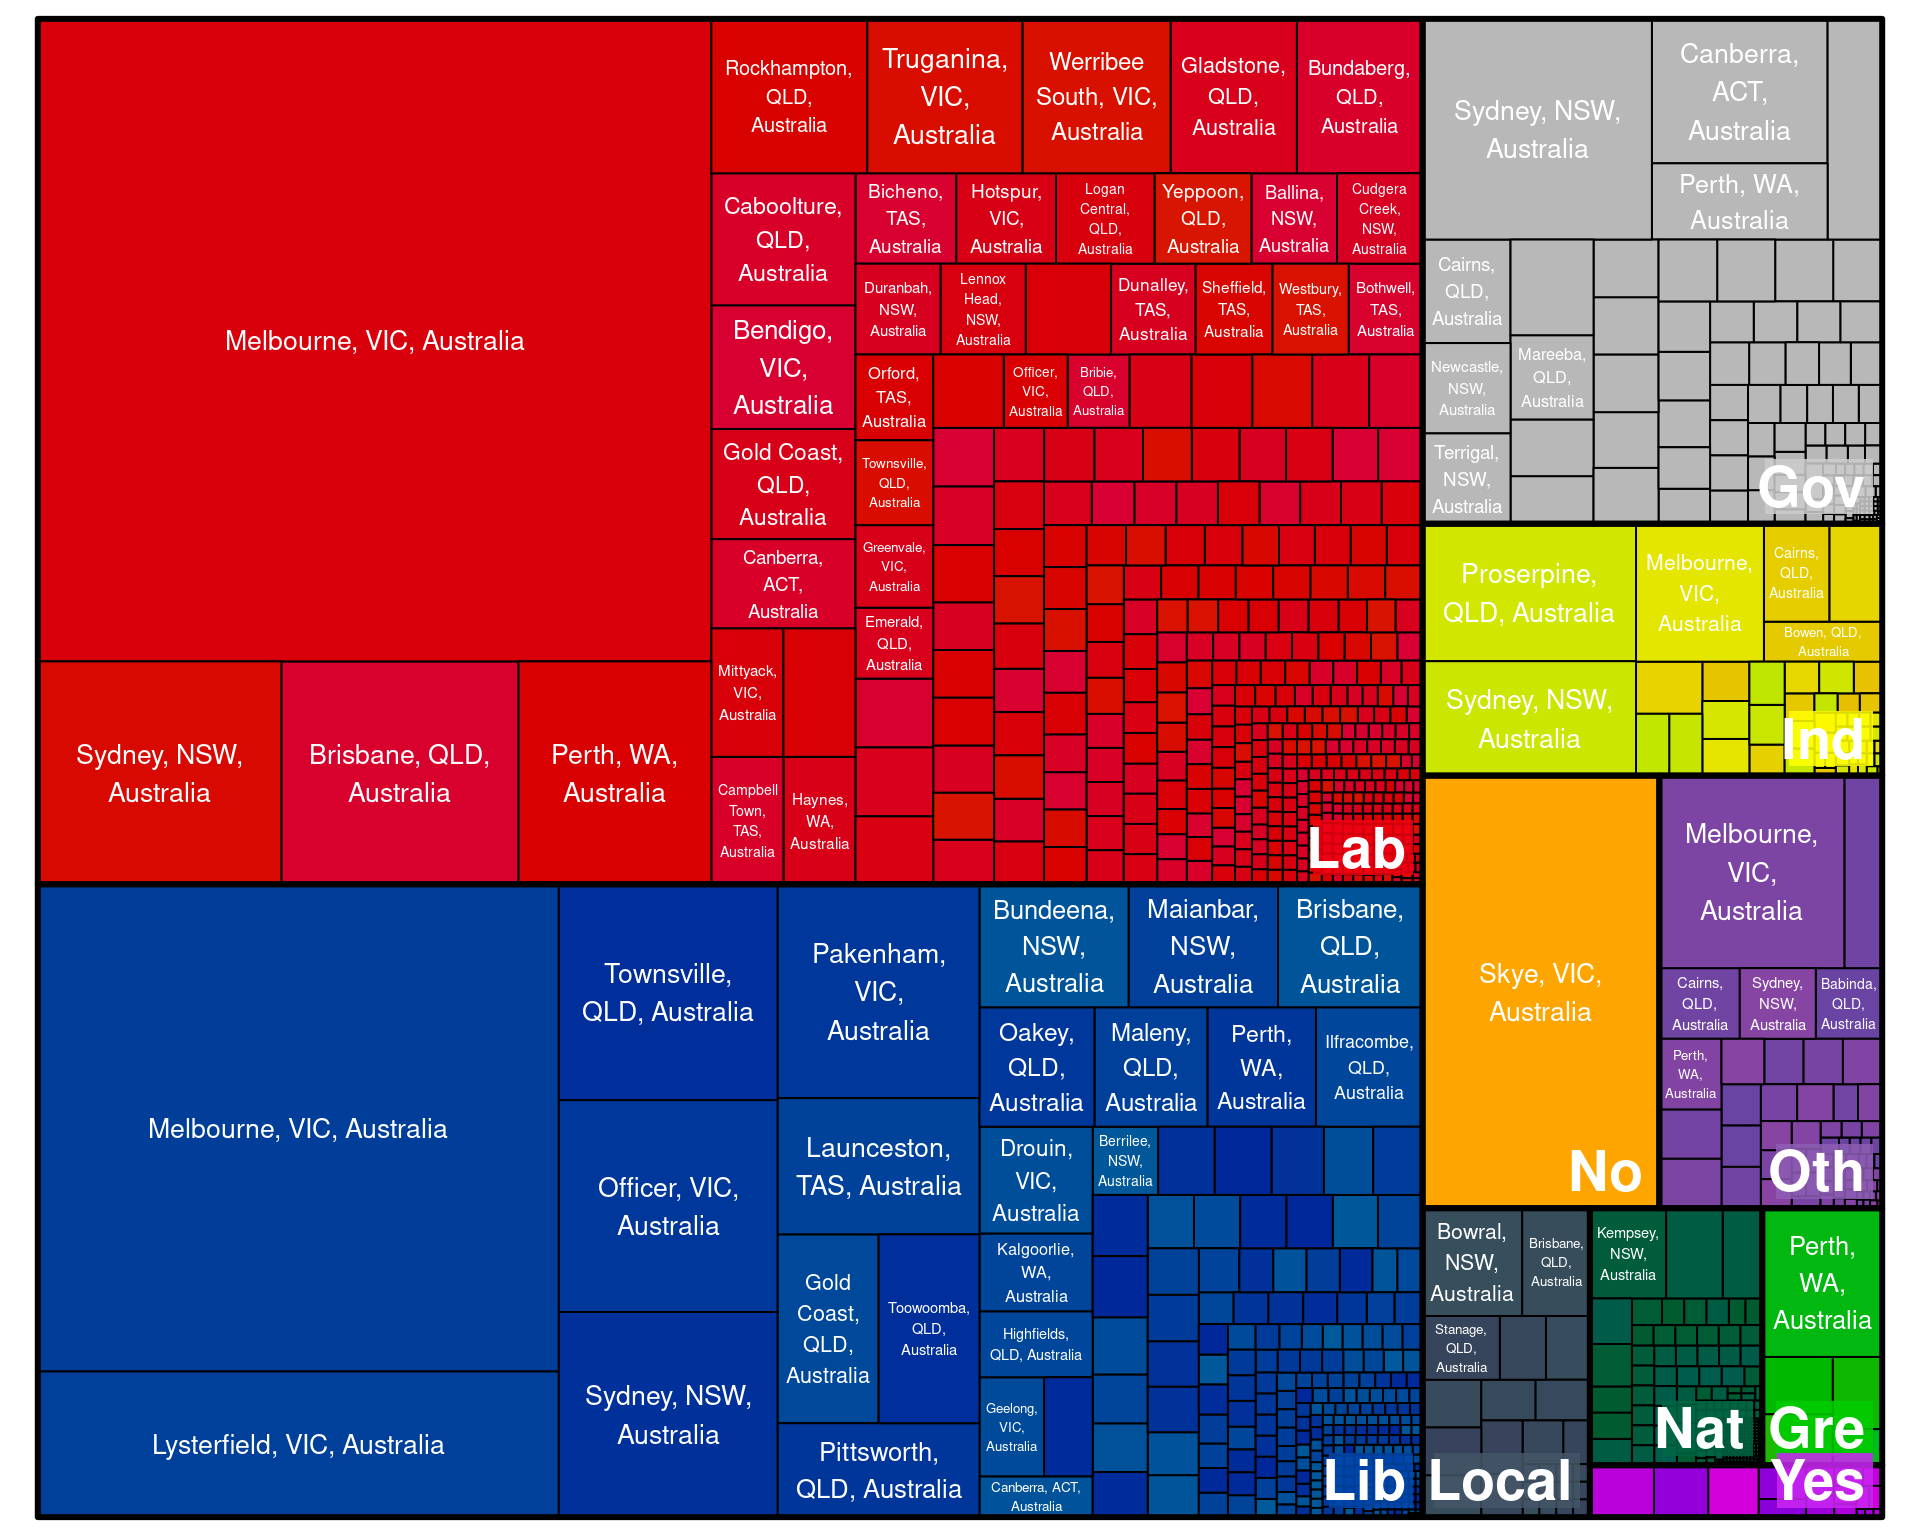 Melbourne, VIC, Australia
Sydney, NSW,
Australia
Brisbane, QLD,
Australia
Perth, WA,
Australia
Rockhampton,
QLD,
Australia
Truganina,
VIC,
Australia
Werribee
South, VIC,
Australia
Gladstone,
QLD,
Australia
Bundaberg,
QLD,
Australia
Caboolture,
QLD,
Australia
Bendigo,
VIC,
Australia
Gold Coast,
QLD,
Australia
Canberra,
ACT,
Australia
Mittyack,
VIC,
Australia
Campbell
Town,
TAS,
Australia
Haynes,
WA,
Australia
Bicheno,
TAS,
Australia
Hotspur,
VIC,
Australia
Logan
Central,
QLD,
Australia
Yeppoon,
QLD,
Australia
Ballina,
NSW,
Australia
Cudgera
Creek,
NSW,
Australia
Duranbah,
NSW,
Australia
Lennox
Head,
NSW,
Australia
Dunalley,
TAS,
Australia
Sheffield,
TAS,
Australia
Westbury,
TAS,
Australia
Bothwell,
TAS,
Australia
Orford,
TAS,
Australia
Officer,
VIC,
Australia
Bribie,
QLD,
Australia
Townsville,
QLD,
Australia
Greenvale,
VIC,
Australia
Emerald,
QLD,
Australia
Lab
Melbourne, VIC, Australia
Lysterfield, VIC, Australia
Townsville,
QLD, Australia
Officer, VIC,
Australia
Sydney, NSW,
Australia
Pakenham,
VIC,
Australia
Launceston,
TAS, Australia
Gold
Coast,
QLD,
Australia
Toowoomba,
QLD,
Australia
Pittsworth,
QLD, Australia
Bundeena,
NSW,
Australia
Maianbar,
NSW,
Australia
Brisbane,
QLD,
Australia
Oakey,
QLD,
Australia
Maleny,
QLD,
Australia
Perth,
WA,
Australia
Ilfracombe,
QLD,
Australia
Drouin,
VIC,
Australia
Berrilee,
NSW,
Australia
Kalgoorlie,
WA,
Australia
Highfields,
QLD, Australia
Geelong,
VIC,
Australia
Canberra, ACT,
Australia
Lib
Sydney, NSW,
Australia
Canberra,
ACT,
Australia
Perth, WA,
Australia
Cairns,
QLD,
Australia
Newcastle,
NSW,
Australia
Mareeba,
QLD,
Australia
Terrigal,
NSW,
Australia
Gov
Proserpine,
QLD, Australia
Melbourne,
VIC,
Australia
Cairns,
QLD,
Australia
Bowen, QLD,
Australia
Sydney, NSW,
Australia
Ind
Skye, VIC,
Australia
No
Melbourne,
VIC,
Australia
Cairns,
QLD,
Australia
Sydney,
NSW,
Australia
Babinda,
QLD,
Australia
Perth,
WA,
Australia
Oth
Bowral,
NSW,
Australia
Brisbane,
QLD,
Australia
Stanage,
QLD,
Australia
Local
Kempsey,
NSW,
Australia
Nat
Perth,
WA,
Australia
Gre
Yes